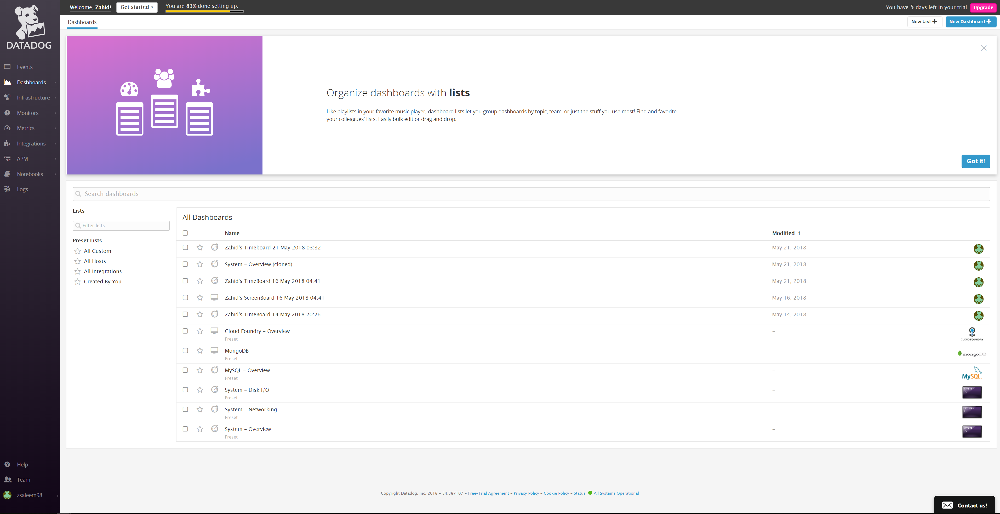 Welcome, Zahid!
Get started
You are 83% done setting up.
You have 5 days left in your trial.
Upgrade
DATADOG
Events
Dashboards
Infrastructure
Monitors
Metrics
Integrations
APM
Notebooks
Logs
Help
Team
zsaleem98
Dashboards
New List
New Dashboard
Organize dashboards with lists
Like playlists in your favorite music player, dashboard lists let you group dashboards by topic, team, or just the stuff you use most! Find and favorite
your colleagues' lists. Easily bulk edit or drag and drop.
Got it!
Search dashboards
Lists
Filter lists
Preset Lists
All Custom
All Hosts
All Integrations
Created By You
All Dashboards
Name Modified ↑
Zahid's Timeboard 21 May 2018 03:32 May 21, 2018
System - Overview (cloned) May 21, 2018
Zahid's TimeBoard 16 May 2018 04:41 May 21, 2018
Zahid's ScreenBoard 16 May 2018 04:41 May 16, 2018
Zahid's TimeBoard 14 May 2018 20:26 May 14, 2018
Cloud Foundry - Overview -
Preset
CLOUDFOUNDRY
MongoDB -
Preset
mongoDB
MySQL - Overview -
Preset
MySQL
System - Disk I/O -
Preset
SYSTEM
>_
System - Networking -
Preset
SYSTEM
>_
System - Overview -
Preset
SYSTEM
>_
Copyright Datadog, Inc. 2018 - 34.387107 - Free-Trial Agreement - Privacy Policy - Cookie Policy - Status All Systems Operational
Contact us!